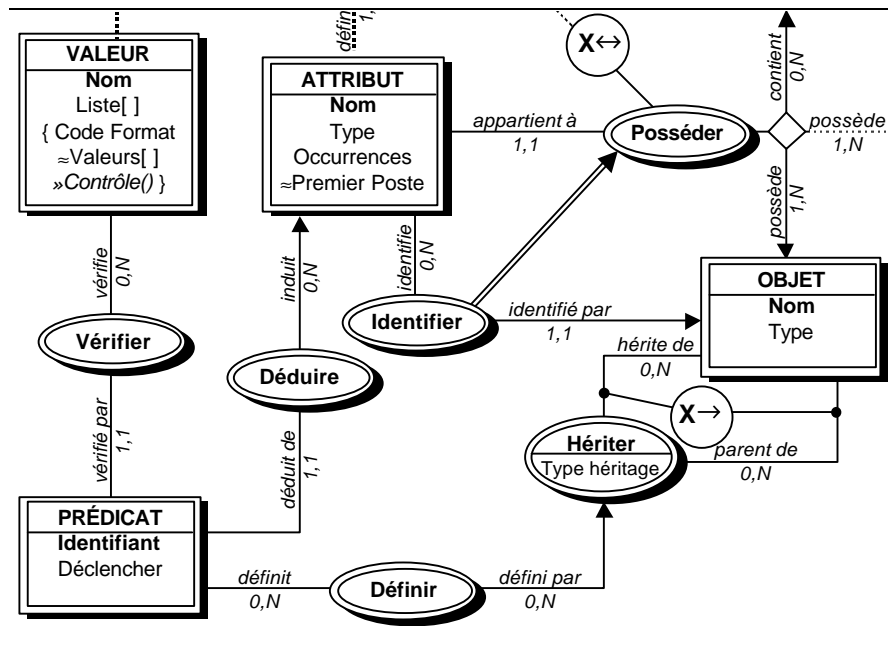 VALEUR
Nom
Liste[ ]
{ Code Format
≈Valeurs[ ]
»Contrôle() }
défin
1,
ATTRIBUT
Nom
Type
Occurrences
≈Premier Poste
X↔
appartient à
1,1
Posséder
contient
0,N
possède
1,N
possède
1,N
OBJET
Nom
Type
vérifie
0,N
induit
0,N
identifie
0,N
Vérifier
Déduire
Identifier
identifié par
1,1
hérite de
0,N
X→
Hériter
Type héritage
parent de
0,N
vérifié par
1,1
déduit de
1,1
PRÉDICAT
Identifiant
Déclencher
définit
0,N
Définir
défini par
0,N